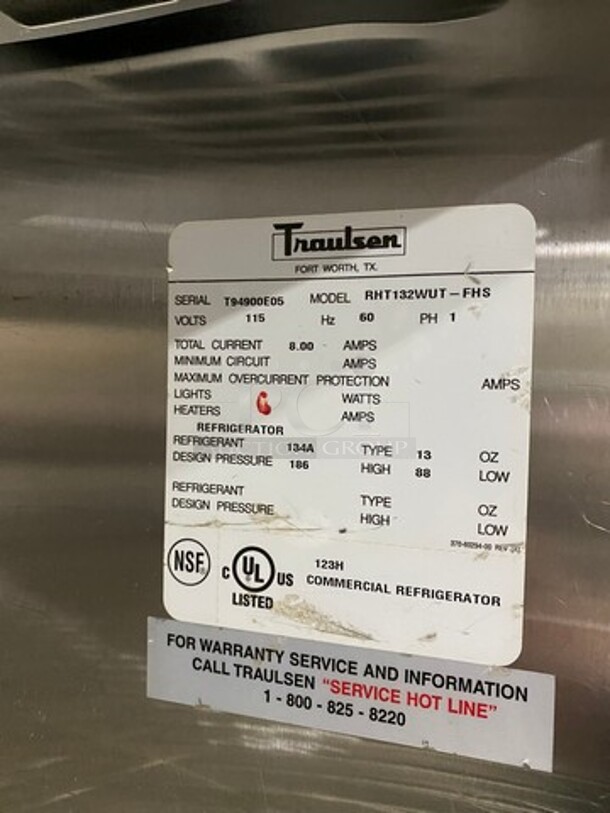 Traulsen
FORT WORTH, TX.
SERIAL T94900E05 MODEL RHT132WUT-FHS
VOLTS 115 Hz 60 PH 1
TOTAL CURRENT 8.00 AMPS
MINIMUM CIRCUIT AMPS
MAXIMUM OVERCURRENT PROTECTION AMPS
LIGHTS WATTS
HEATERS AMPS
REFRIGERATOR
REFRIGERANT 134A TYPE 13 OZ
DESIGN PRESSURE 186 HIGH 88 LOW
REFRIGERANT TYPE OZ
DESIGN PRESSURE HIGH LOW
NSF
C UL US
LISTED
123H
COMMERCIAL REFRIGERATOR
FOR WARRANTY SERVICE AND INFORMATION
CALL TRAULSEN "SERVICE HOT LINE"
1-800-825-8220